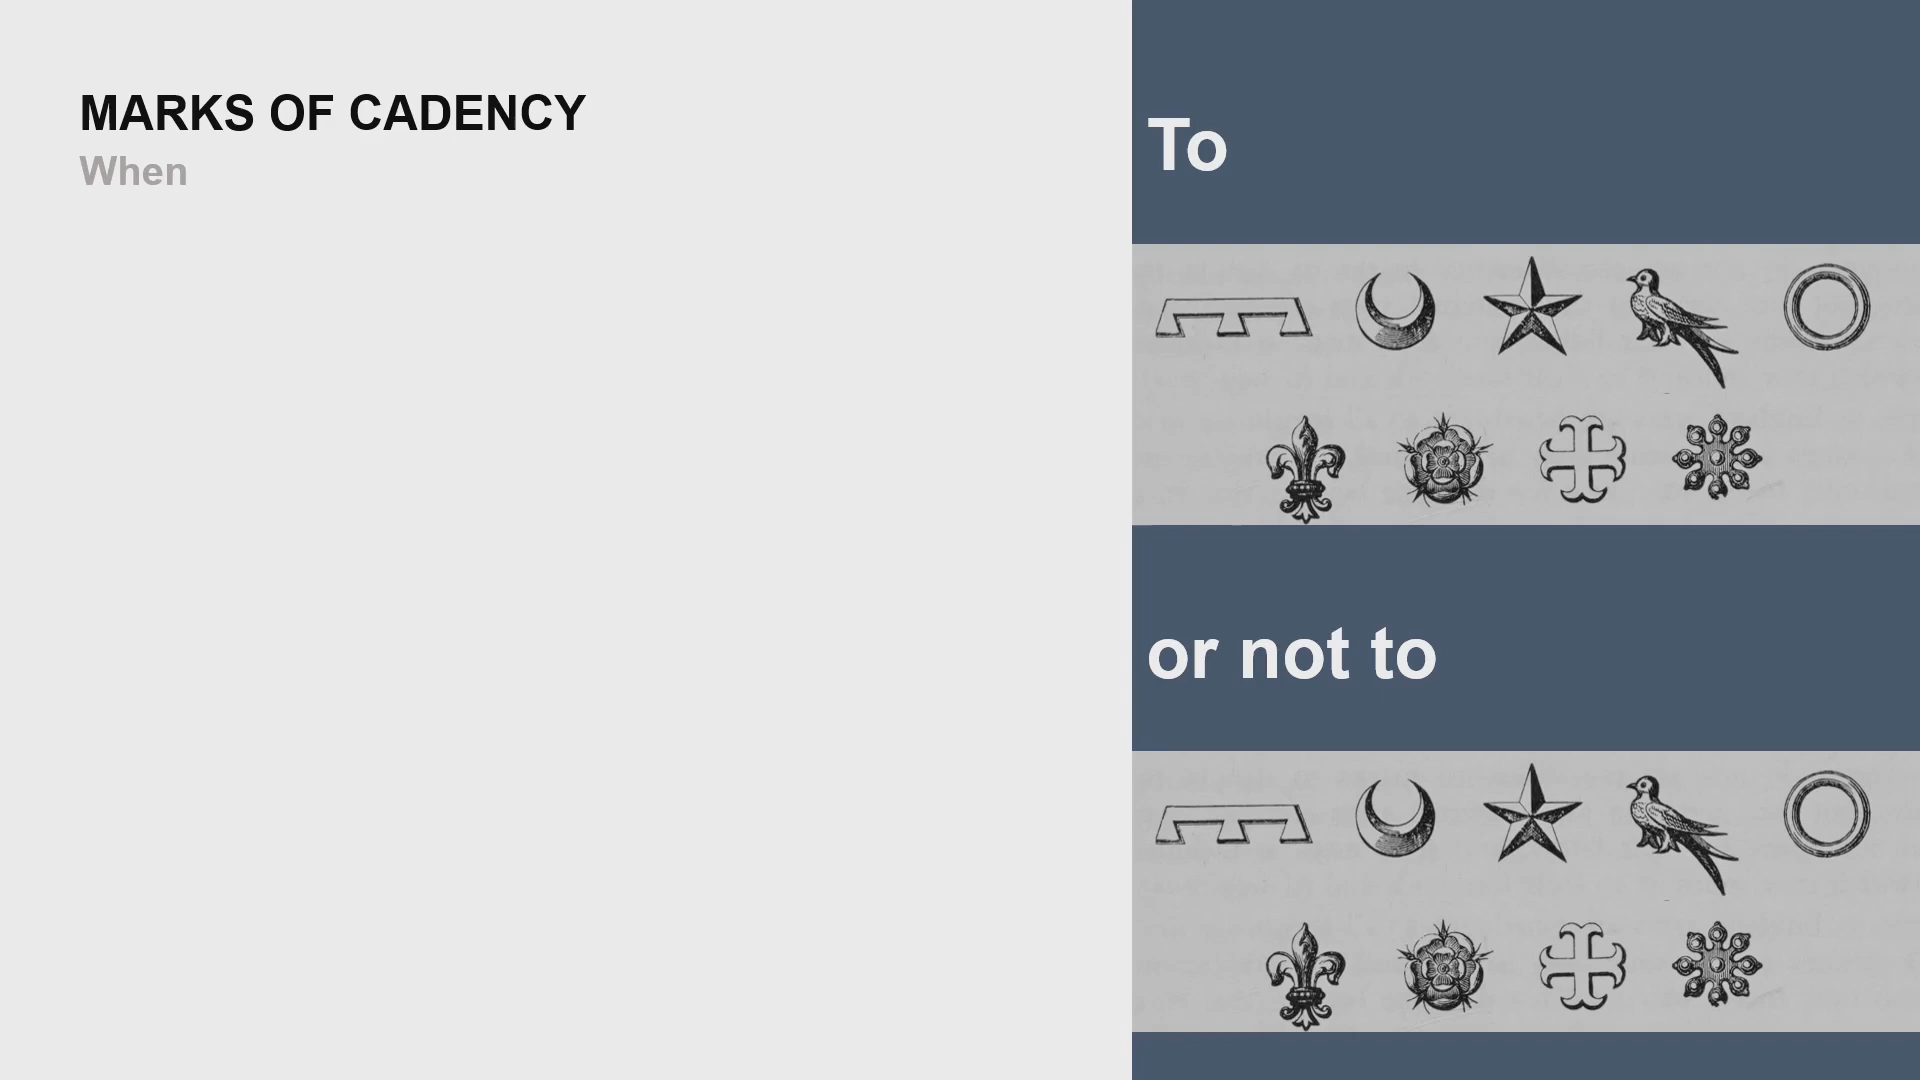 MARKS OF CADENCY
When
To
or not to